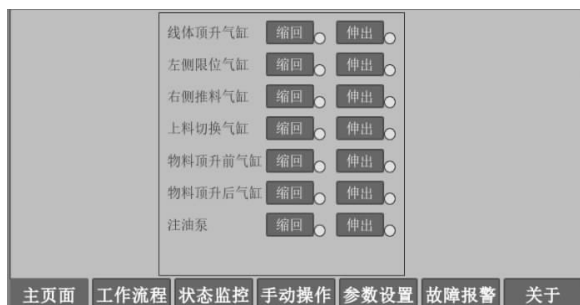 线体顶升气缸 缩回 伸出
左侧限位气缸 缩回 伸出
右侧推料气缸 缩回 伸出
上料切换气缸 缩回 伸出
物料顶升前气缸 缩回 伸出
物料顶升后气缸 缩回 伸出
注油泵 缩回 伸出
主页面 工作流程 状态监控 手动操作 参数设置 故障报警 关于